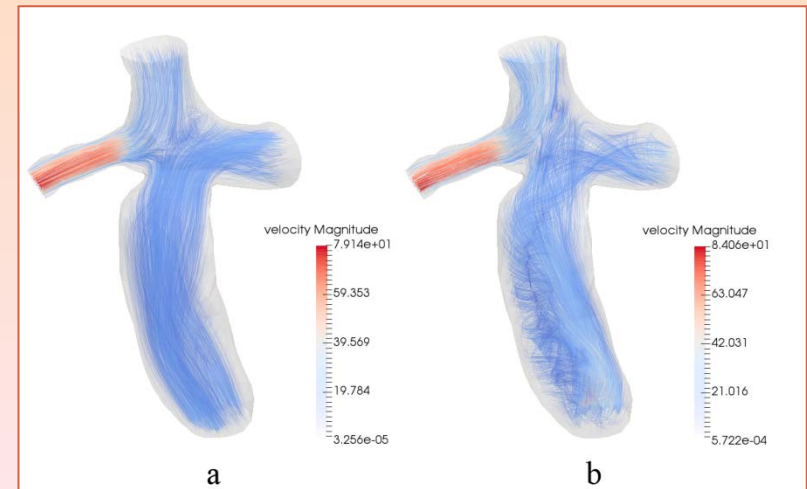 velocity Magnitude
7.914e+01
59.353
39.569
19.784
3.256e-05
a
velocity Magnitude
8.406e+01
63.047
42.031
21.016
5.722e-04
b